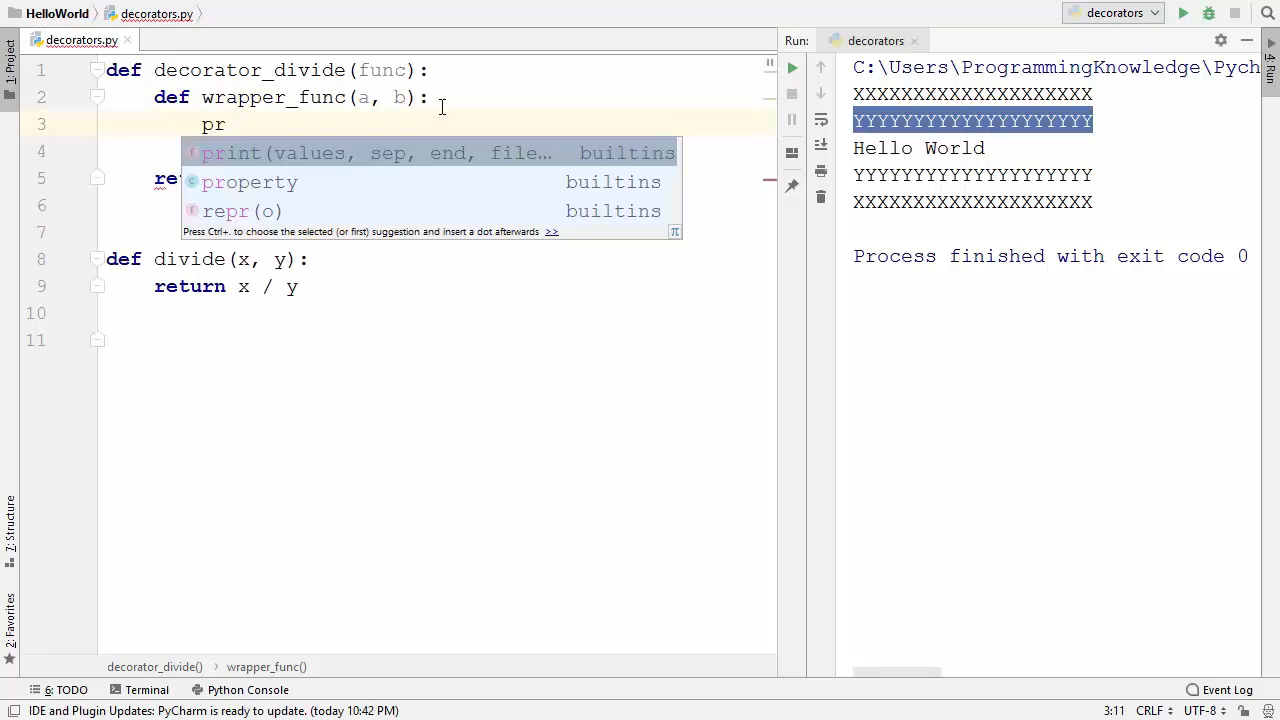 HelloWorld decorators.py decorators
decorators.py Run: decorators
1: Project
4: Run
1 def decorator_divide(func):
2 def wrapper_func(a, b):
3 pr
4 print(values, sep, end, file… builtins
property builtins
5 re
6 repr(o) builtins
7 Press Ctrl+. to choose the selected (or first) suggestion and insert a dot afterwards >> π
8 def divide(x, y):
9 return x / y
10
11
C:\Users\ProgrammingKnowledge\Pych
XXXXXXXXXXXXXXXXXXXX
YYYYYYYYYYYYYYYYYYYY
Hello World
YYYYYYYYYYYYYYYYYYYY
XXXXXXXXXXXXXXXXXXXX
Process finished with exit code 0
7: Structure
2: Favorites
decorator_divide() › wrapper_func()
6: TODO Terminal Python Console Event Log
IDE and Plugin Updates: PyCharm is ready to update. (today 10:42 PM) 3:11 CRLF UTF-8